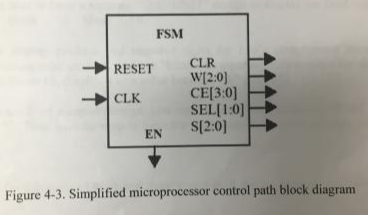 FSM
RESET
CLK
CLR
W[2:0]
CE[3:0]
SEL[1:0]
S[2:0]
EN
Figure 4-3. Simplified microprocessor control path block diagram